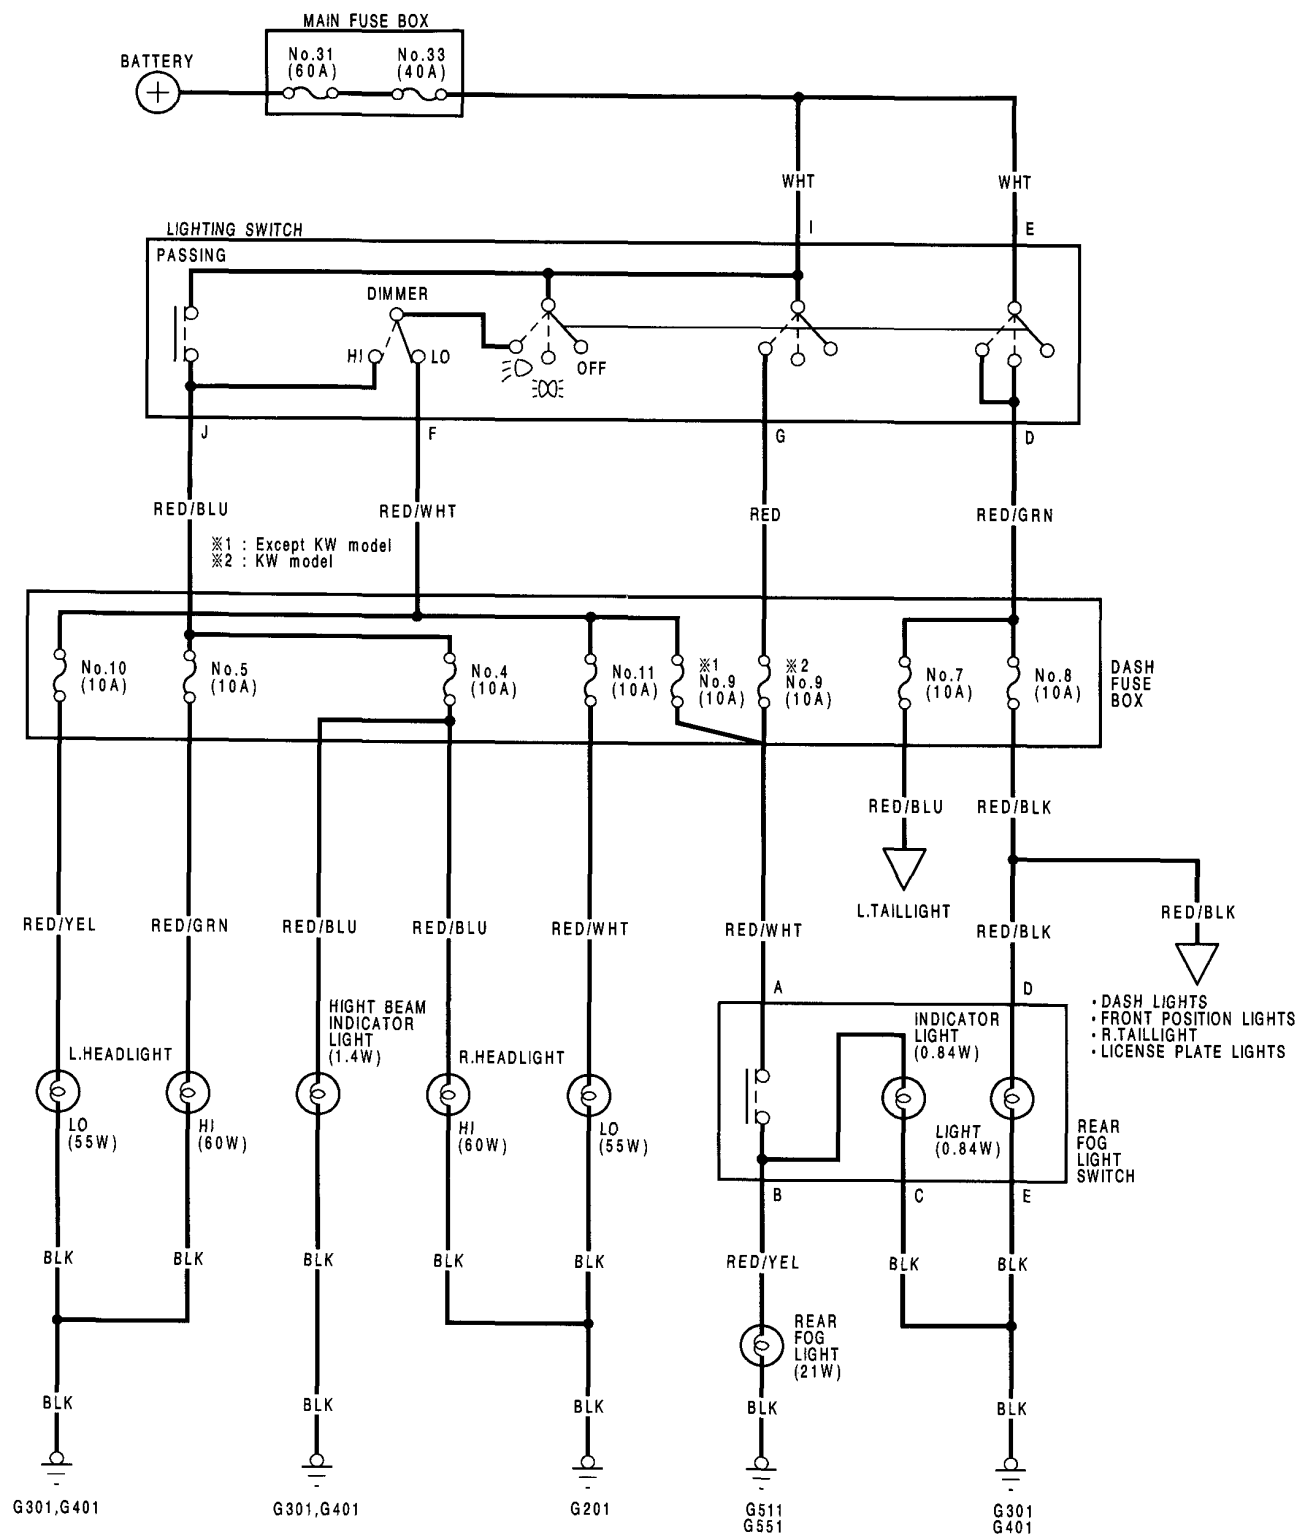 MAIN FUSE BOX
BATTERY
No.31
(60A)
No.33
(40A)
WHT
WHT
I
E
LIGHTING SWITCH
PASSING
DIMMER
HI
LO
OFF
J
F
G
D
RED/BLU
RED/WHT
RED
RED/GRN
※1 : Except KW model
※2 : KW model
No.10
(10A)
No.5
(10A)
No.4
(10A)
No.11
(10A)
※1
No.9
(10A)
※2
No.9
(10A)
No.7
(10A)
No.8
(10A)
DASH
FUSE
BOX
RED/BLU
RED/BLK
L.TAILLIGHT
RED/YEL
RED/GRN
RED/BLU
RED/BLU
RED/WHT
RED/WHT
RED/BLK
RED/BLK
A
D
・DASH LIGHTS
・FRONT POSITION LIGHTS
・R.TAILLIGHT
・LICENSE PLATE LIGHTS
HIGHT BEAM
INDICATOR
LIGHT
(1.4W)
INDICATOR
LIGHT
(0.84W)
L.HEADLIGHT
R.HEADLIGHT
LO
(55W)
HI
(60W)
HI
(60W)
LO
(55W)
LIGHT
(0.84W)
REAR
FOG
LIGHT
SWITCH
B
C
E
BLK
BLK
BLK
BLK
BLK
RED/YEL
BLK
BLK
REAR
FOG
LIGHT
(21W)
BLK
BLK
BLK
BLK
BLK
G301,G401
G301,G401
G201
G511
G551
G301
G401